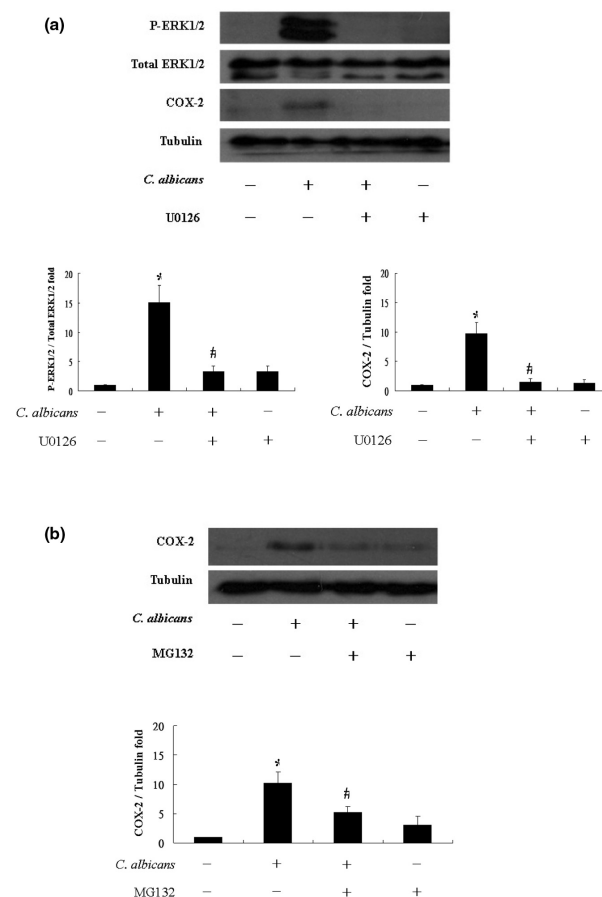 (a)
P-ERK1/2
Total ERK1/2
COX-2
Tubulin
C. albicans − + + −
U0126 − − + +
P-ERK1/2 / Total ERK1/2 fold
20
15
10
5
0
*
#
C. albicans − + + −
U0126 − − + +
COX-2 / Tubulin fold
20
15
10
5
0
*
#
C. albicans − + + −
U0126 − − + +
(b)
COX-2
Tubulin
C. albicans − + + −
MG132 − − + +
COX-2 / Tubulin fold
20
15
10
5
0
*
#
C. albicans − + + −
MG132 − − + +